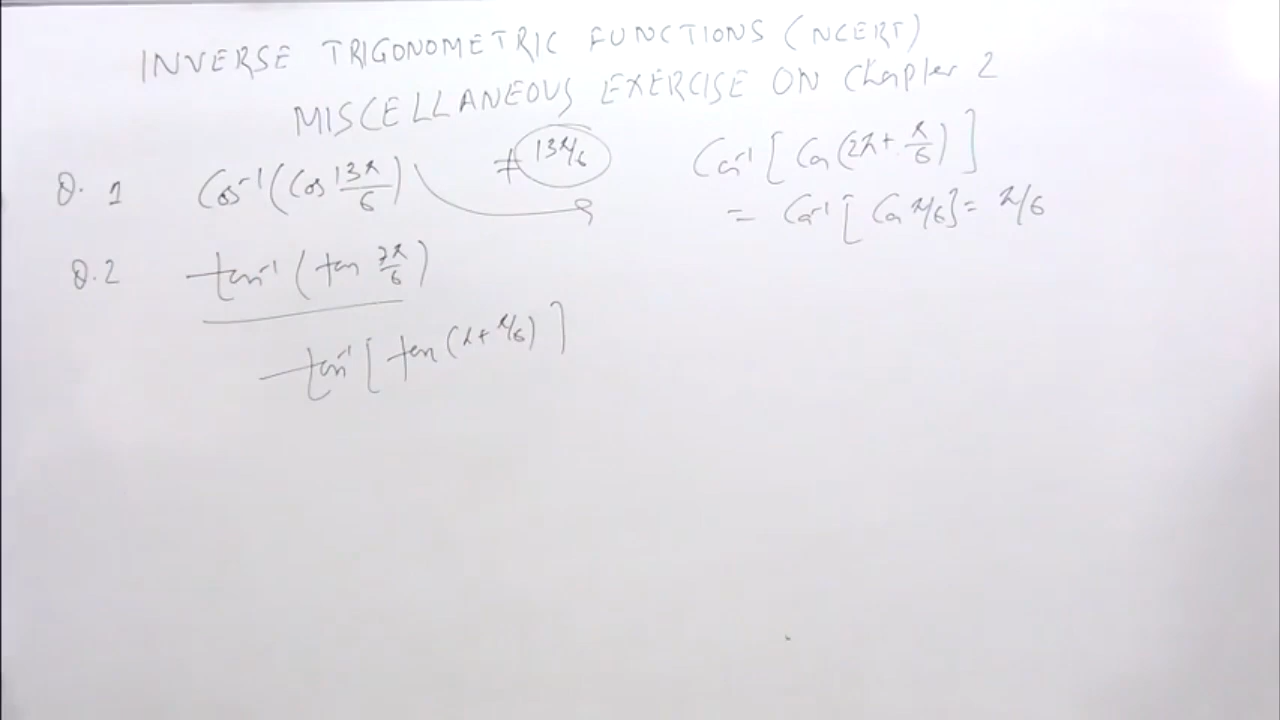 INVERSE TRIGONOMETRIC FUNCTIONS (NCERT)
MISCELLANEOUS EXERCISE ON Chapter 2
Q. 1 Cos⁻¹(Cos 13π/6) ≠ 13π/6
Cos⁻¹[Cos(2π + π/6)]
= Cos⁻¹[Cos π/6] = π/6
Q. 2 tan⁻¹(tan 7π/6)
tan⁻¹[tan(π + π/6)]